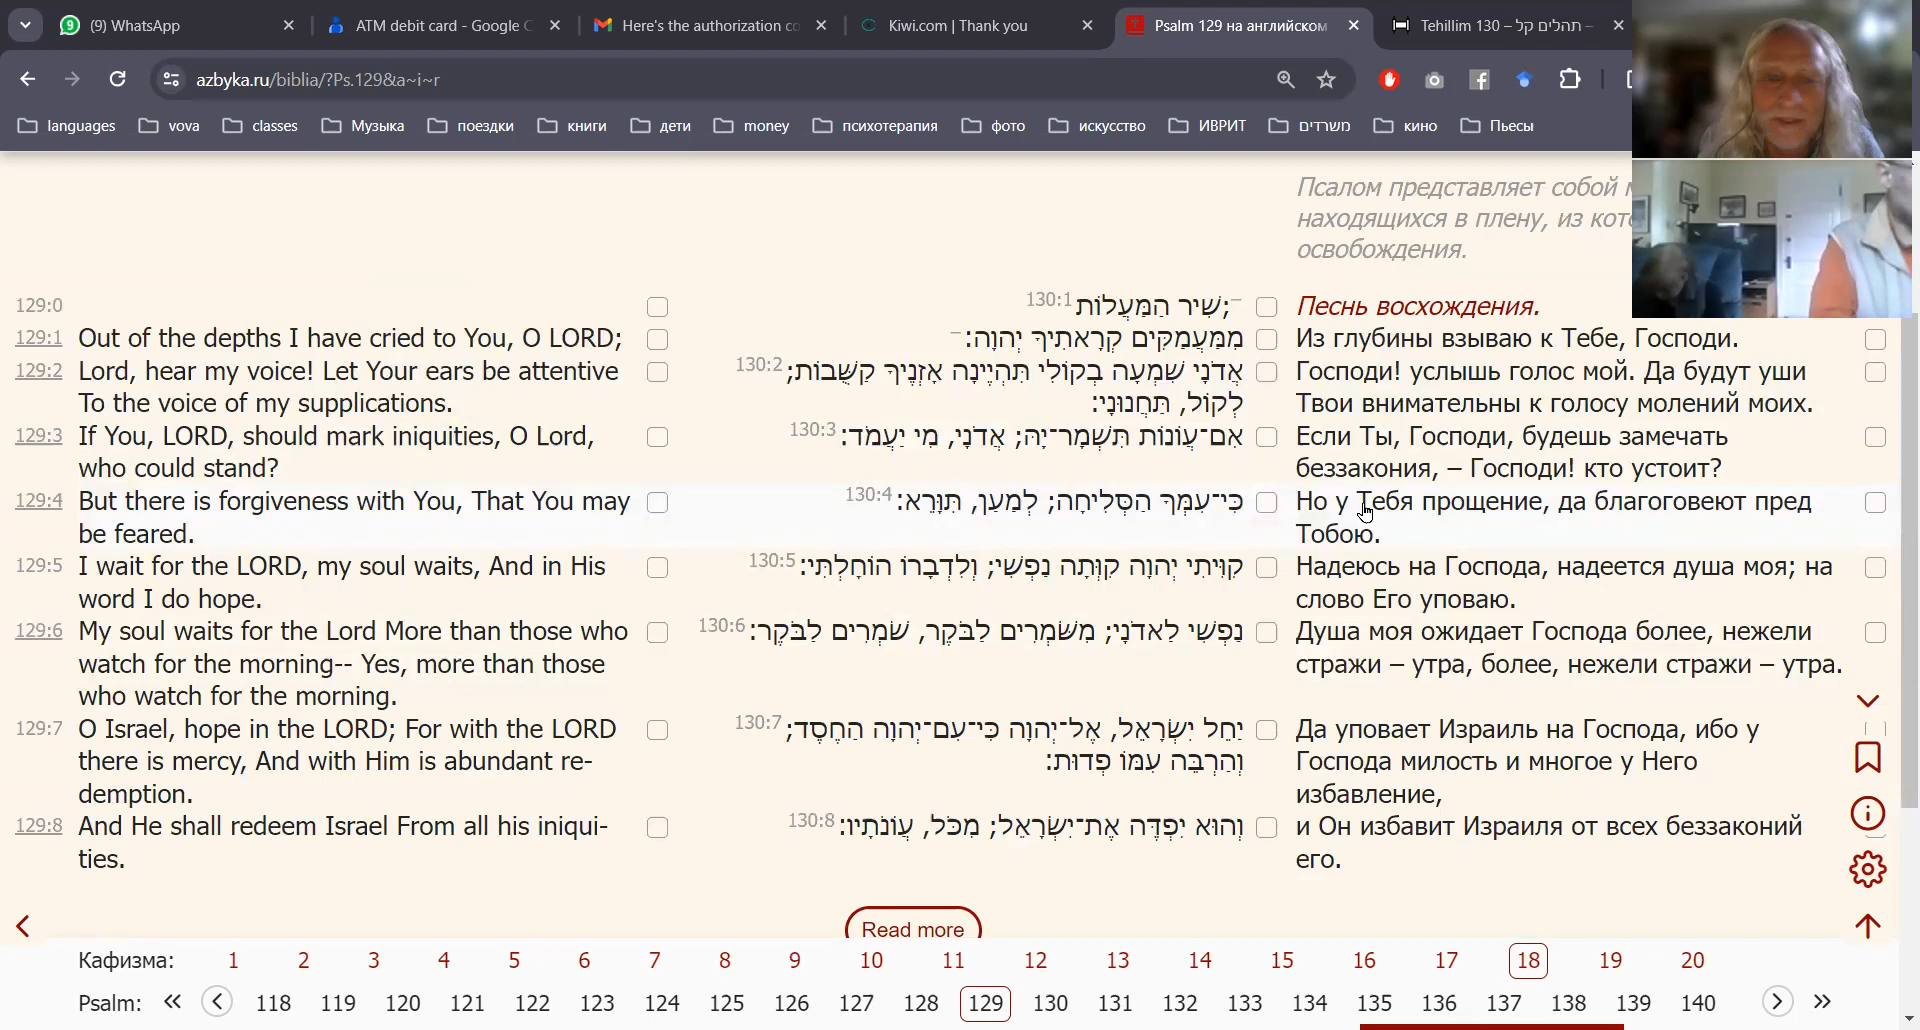 (9) WhatsApp
ATM debit card - Google C
Here's the authorization co
Kiwi.com | Thank you
Psalm 129 на английском
Tehillim 130 – תהלים קל –
azbyka.ru/biblia/?Ps.129&a~i~r
languages vova classes Музыка поездки книги дети money психотерапия фото искусство ИВРИТ משרדים кино Пьесы
Псалом представляет собой
находящихся в плену, из
освобождения.
129:0
130:1 שִׁיר הַמַּעֲלוֹת;–
Песнь восхождения.
129:1 Out of the depths I have cried to You, O LORD;
מִמַּעֲמַקִּים קְרָאתִיךָ יְהוָה: –
Из глубины взываю к Тебе, Господи.
129:2 Lord, hear my voice! Let Your ears be attentive
To the voice of my supplications.
130:2 אֲדֹנָי שִׁמְעָה בְקוֹלִי תִּהְיֶינָה אָזְנֶיךָ קַשֻּׁבוֹת;
לְקוֹל, תַּחֲנוּנָי:
Господи! услышь голос мой. Да будут уши
Твои внимательны к голосу молений моих.
129:3 If You, LORD, should mark iniquities, O Lord,
who could stand?
130:3 אִם־עֲוֹנוֹת תִּשְׁמָר־יָהּ; אֲדֹנָי, מִי יַעֲמֹד:
Если Ты, Господи, будешь замечать
беззакония, – Господи! кто устоит?
129:4 But there is forgiveness with You, That You may
be feared.
130:4 כִּי־עִמְּךָ הַסְּלִיחָה; לְמַעַן, תִּוָּרֵא:
Но у Тебя прощение, да благоговеют пред
Тобою.
129:5 I wait for the LORD, my soul waits, And in His
word I do hope.
130:5 קִוִּיתִי יְהוָה קִוְּתָה נַפְשִׁי; וְלִדְבָרוֹ הוֹחָלְתִּי:
Надеюсь на Господа, надеется душа моя; на
слово Его уповаю.
129:6 My soul waits for the Lord More than those who
watch for the morning-- Yes, more than those
who watch for the morning.
130:6 נַפְשִׁי לַאדֹנָי; מִשֹּׁמְרִים לַבֹּקֶר, שֹׁמְרִים לַבֹּקֶר:
Душа моя ожидает Господа более, нежели
стражи – утра, более, нежели стражи – утра.
129:7 O Israel, hope in the LORD; For with the LORD
there is mercy, And with Him is abundant re-
demption.
130:7 יַחֵל יִשְׂרָאֵל, אֶל־יְהוָה כִּי־עִם־יְהוָה הַחֶסֶד;
וְהַרְבֵּה עִמּוֹ פְדוּת:
Да уповает Израиль на Господа, ибо у
Господа милость и многое у Него
избавление,
129:8 And He shall redeem Israel From all his iniqui-
ties.
130:8 וְהוּא יִפְדֶּה אֶת־יִשְׂרָאֵל; מִכֹּל, עֲוֹנֹתָיו:
и Он избавит Израиля от всех беззаконий
его.
Read more
Кафизма: 1 2 3 4 5 6 7 8 9 10 11 12 13 14 15 16 17 18 19 20
Psalm: 118 119 120 121 122 123 124 125 126 127 128 129 130 131 132 133 134 135 136 137 138 139 140